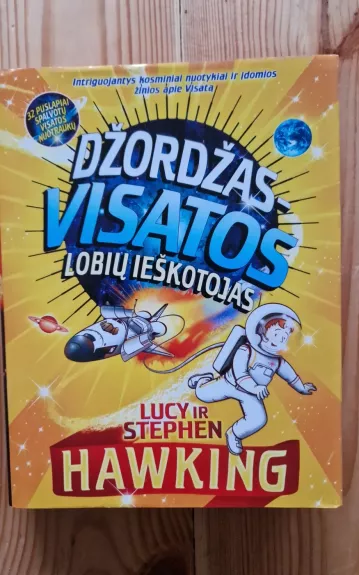 Intriguojantys kosminiai nuotykiai ir įdomios
žinios apie Visatą
32 PUSLAPIAI
SPALVOTŲ
VISATOS
NUOTRAUKŲ
DŽORDŽAS–
VISATOS
LOBIŲ IEŠKOTOJAS
LUCY IR
STEPHEN
HAWKING